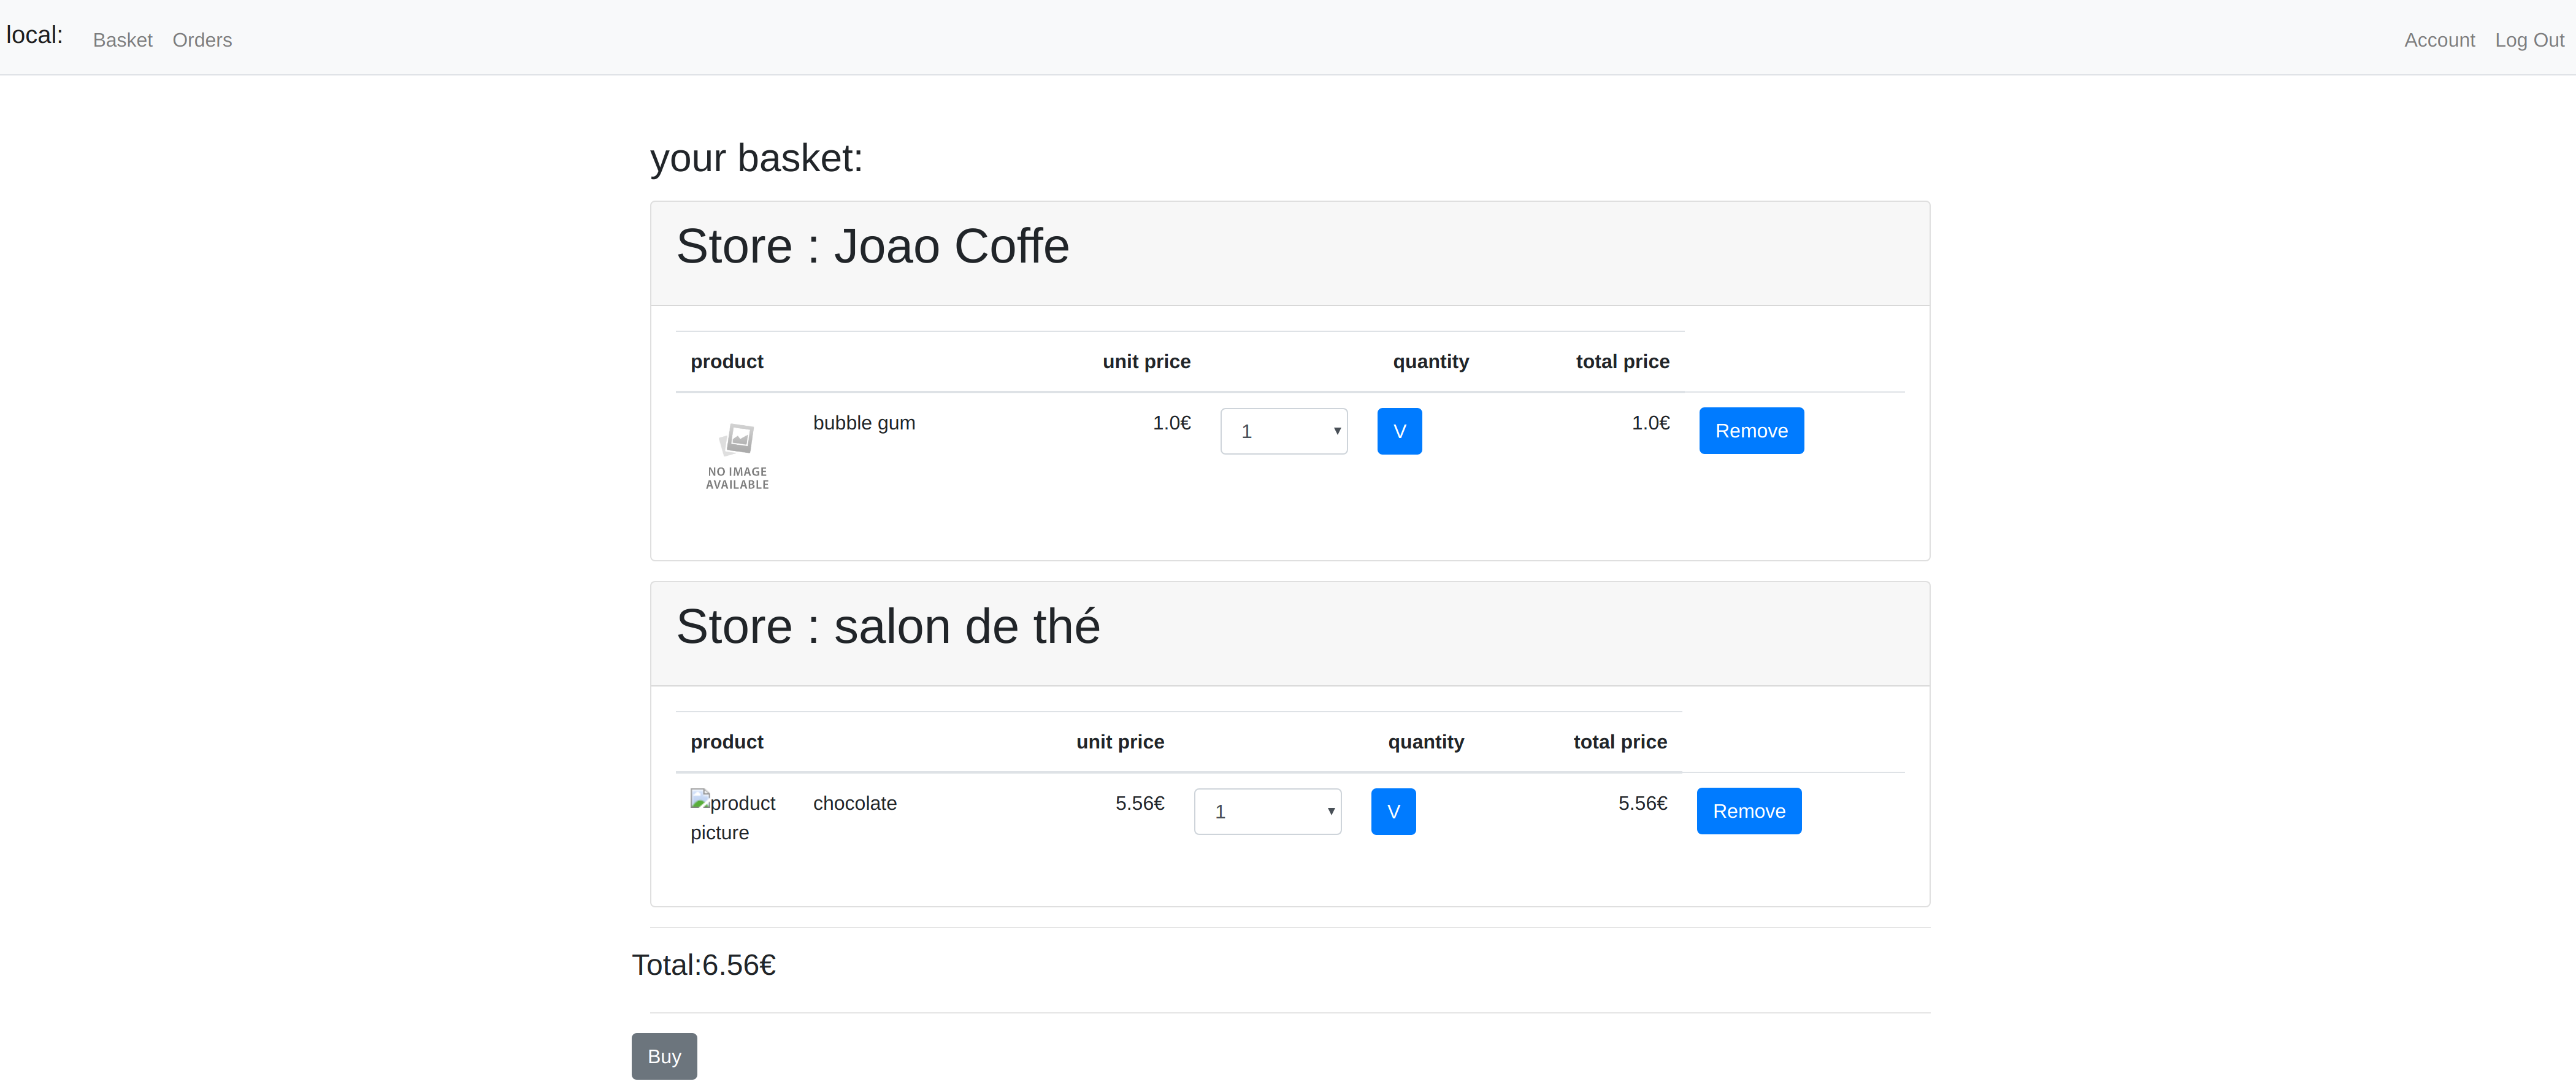 local: Basket Orders Account Log Out
your basket:
Store : Joao Coffe
product unit price quantity total price
bubble gum 1.0€ 1 V 1.0€ Remove
NO IMAGE
AVAILABLE
Store : salon de thé
product unit price quantity total price
product chocolate 5.56€ 1 V 5.56€ Remove
picture
Total:6.56€
Buy